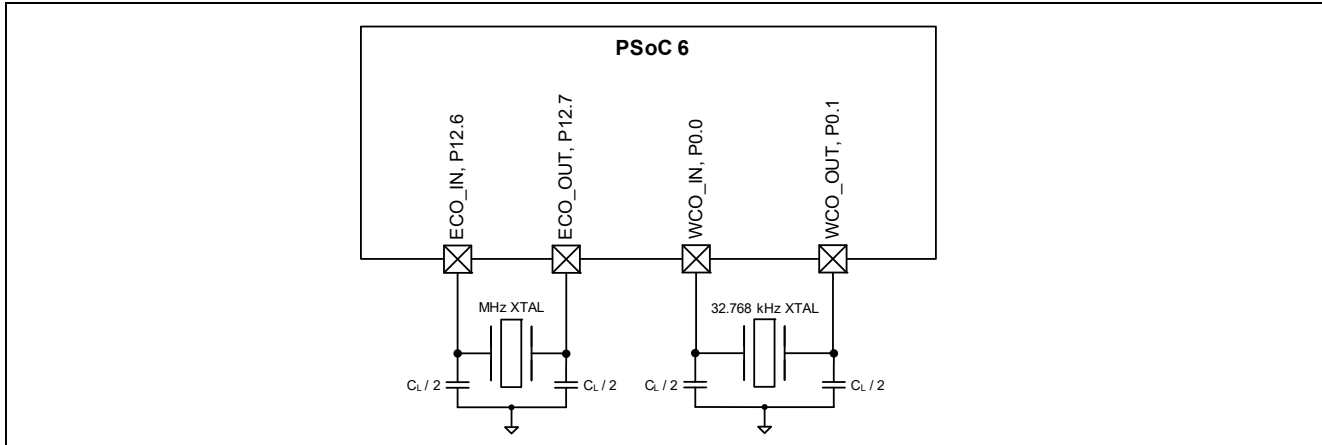 PSoC 6
ECO_IN, P12.6
ECO_OUT, P12.7
WCO_IN, P0.0
WCO_OUT, P0.1
MHz XTAL
32.768 kHz XTAL
CL / 2
CL / 2
CL / 2
CL / 2